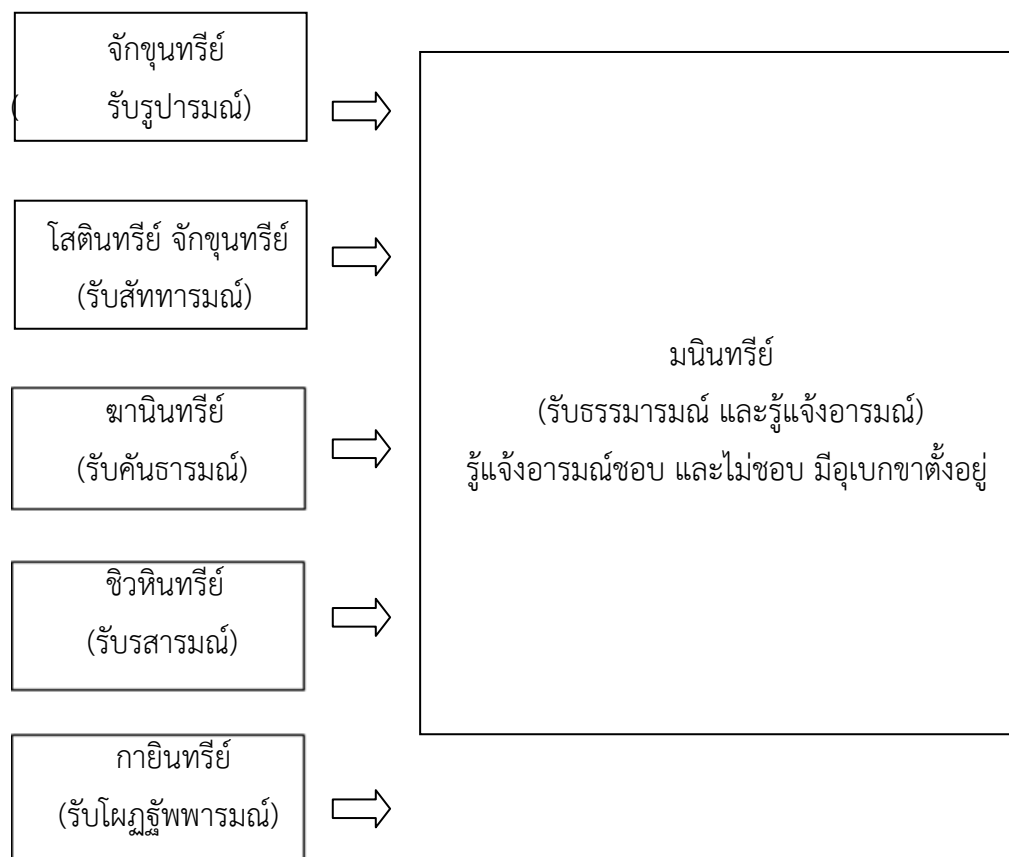 จักขุนทรีย์
( รับรูปารมณ์)
โสตินทรีย์ จักขุนทรีย์
(รับสัททารมณ์)
ฆานินทรีย์
(รับคันธารมณ์)
ชิวหินทรีย์
(รับรสารมณ์)
กายินทรีย์
(รับโผฏฐัพพารมณ์)
มนินทรีย์
(รับธรรมารมณ์ และรู้แจ้งอารมณ์)
รู้แจ้งอารมณ์ชอบ และไม่ชอบ มีอุเบกขาตั้งอยู่